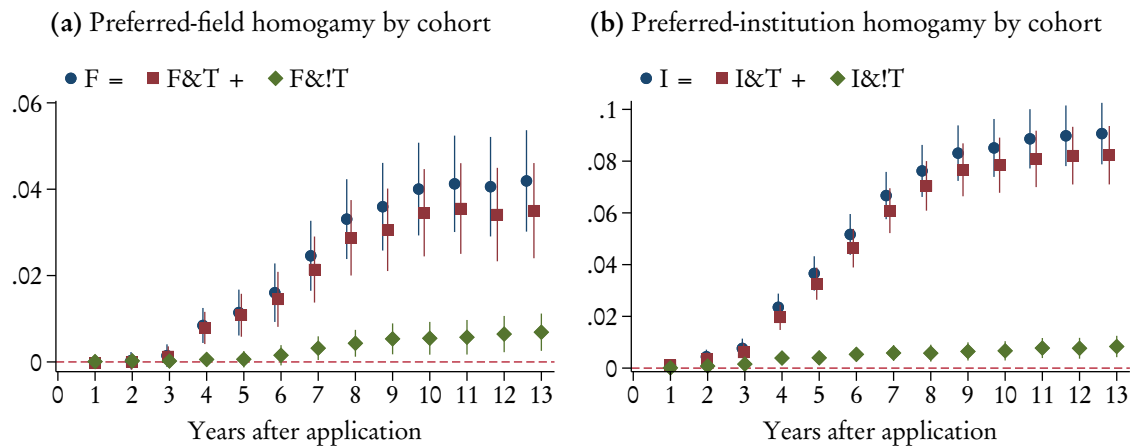 (a) Preferred-field homogamy by cohort
F = F&T + F&!T
.06
.04
.02
0
0 1 2 3 4 5 6 7 8 9 10 11 12 13
Years after application
(b) Preferred-institution homogamy by cohort
I = I&T + I&!T
.1
.08
.06
.04
.02
0
0 1 2 3 4 5 6 7 8 9 10 11 12 13
Years after application